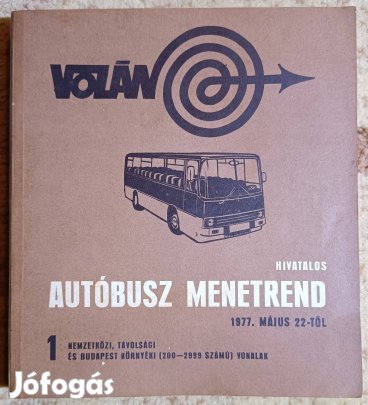 VOLÁN
HIVATALOS
AUTÓBUSZ MENETREND
1977. MÁJUS 22-TŐL
1 NEMZETKÖZI, TÁVOLSÁGI
ÉS BUDAPEST KÖRNYÉKI (200—2999 SZÁMÚ) VONALAK
Jófogás